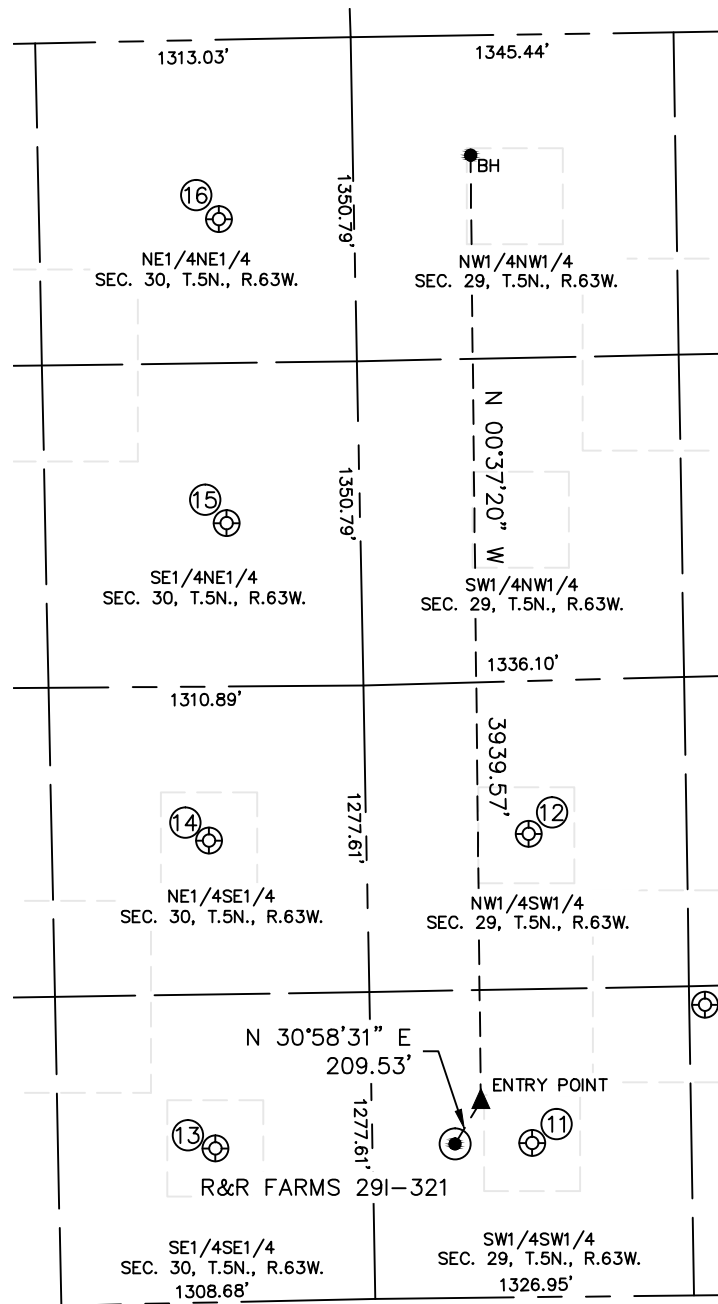 1313.03'
1345.44'
BH
16
1350.79'
NE1/4NE1/4
SEC. 30, T.5N., R.63W.
NW1/4NW1/4
SEC. 29, T.5N., R.63W.
N 00°37'20" W
15
1350.79'
SE1/4NE1/4
SEC. 30, T.5N., R.63W.
SW1/4NW1/4
SEC. 29, T.5N., R.63W.
1336.10'
1310.89'
3939.57'
14
12
1277.61'
NE1/4SE1/4
SEC. 30, T.5N., R.63W.
NW1/4SW1/4
SEC. 29, T.5N., R.63W.
N 30°58'31" E
209.53'
ENTRY POINT
13
11
1277.61'
R&R FARMS 29I-321
SE1/4SE1/4
SEC. 30, T.5N., R.63W.
1308.68'
SW1/4SW1/4
SEC. 29, T.5N., R.63W.
1326.95'